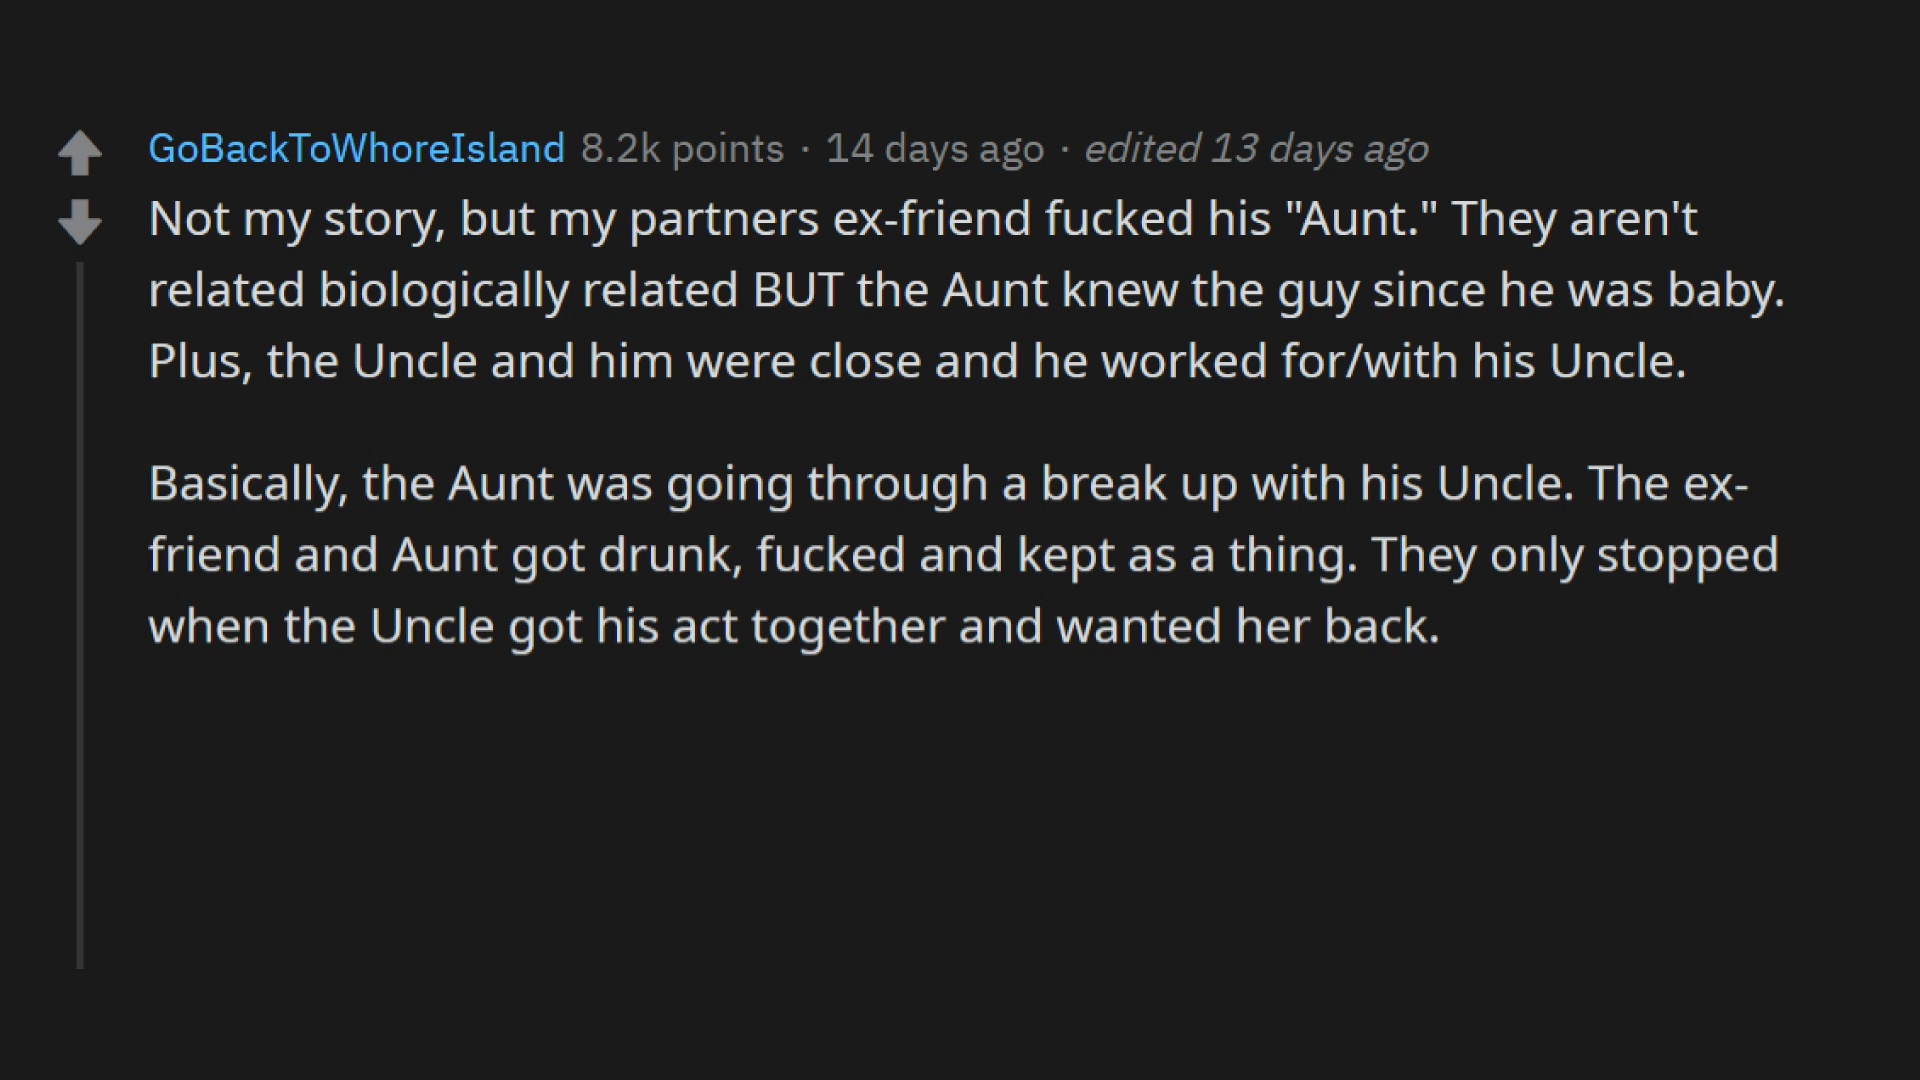 GoBackToWhoreIsland 8.2k points · 14 days ago · edited 13 days ago
Not my story, but my partners ex-friend fucked his "Aunt." They aren't
related biologically related BUT the Aunt knew the guy since he was baby.
Plus, the Uncle and him were close and he worked for/with his Uncle.
Basically, the Aunt was going through a break up with his Uncle. The ex-
friend and Aunt got drunk, fucked and kept as a thing. They only stopped
when the Uncle got his act together and wanted her back.